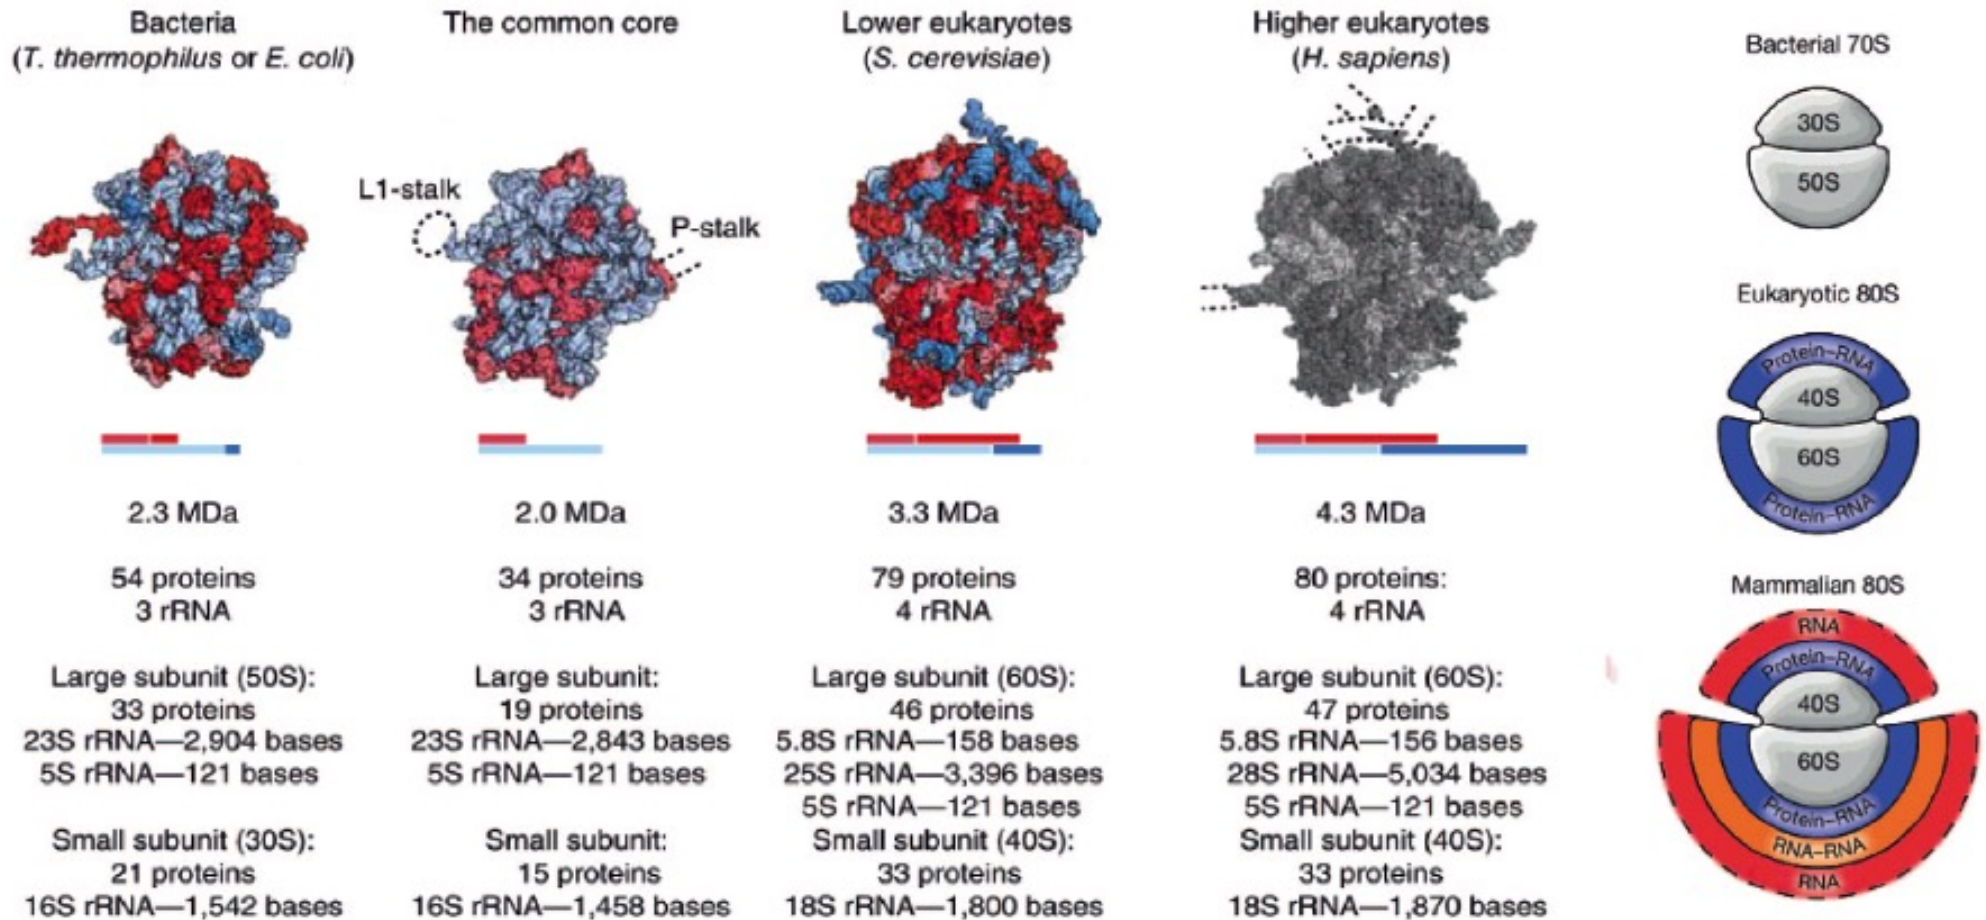 Bacteria
(T. thermophilus or E. coli)
2.3 MDa
54 proteins
3 rRNA
Large subunit (50S):
33 proteins
23S rRNA—2,904 bases
5S rRNA—121 bases
Small subunit (30S):
21 proteins
16S rRNA—1,542 bases
The common core
L1-stalk
P-stalk
2.0 MDa
34 proteins
3 rRNA
Large subunit:
19 proteins
23S rRNA—2,843 bases
5S rRNA—121 bases
Small subunit:
15 proteins
16S rRNA—1,458 bases
Lower eukaryotes
(S. cerevisiae)
3.3 MDa
79 proteins
4 rRNA
Large subunit (60S):
46 proteins
5.8S rRNA—158 bases
25S rRNA—3,396 bases
5S rRNA—121 bases
Small subunit (40S):
33 proteins
18S rRNA—1,800 bases
Higher eukaryotes
(H. sapiens)
4.3 MDa
80 proteins:
4 rRNA
Large subunit (60S):
47 proteins
5.8S rRNA—156 bases
28S rRNA—5,034 bases
5S rRNA—121 bases
Small subunit (40S):
33 proteins
18S rRNA—1,870 bases
Bacterial 70S
30S
50S
Eukaryotic 80S
Protein–RNA
40S
60S
Protein–RNA
Mammalian 80S
RNA
Protein–RNA
40S
60S
Protein–RNA
RNA–RNA
RNA